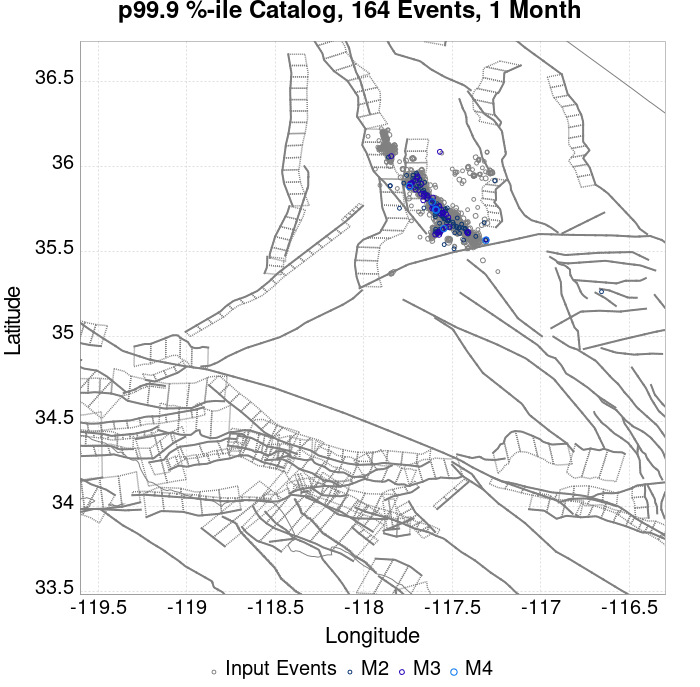 p99.9 %-ile Catalog, 164 Events, 1 Month
36.5
36
35.5
35
34.5
34
33.5
Latitude
-119.5 -119 -118.5 -118 -117.5 -117 -116.5
Longitude
Input Events M2 M3 M4